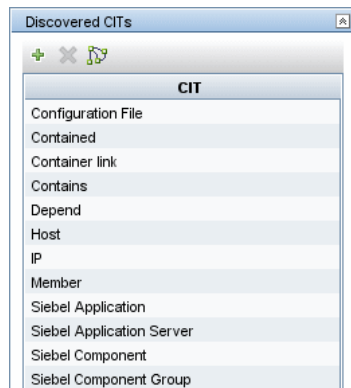 Discovered CITs
CIT
Configuration File
Contained
Container link
Contains
Depend
Host
IP
Member
Siebel Application
Siebel Application Server
Siebel Component
Siebel Component Group